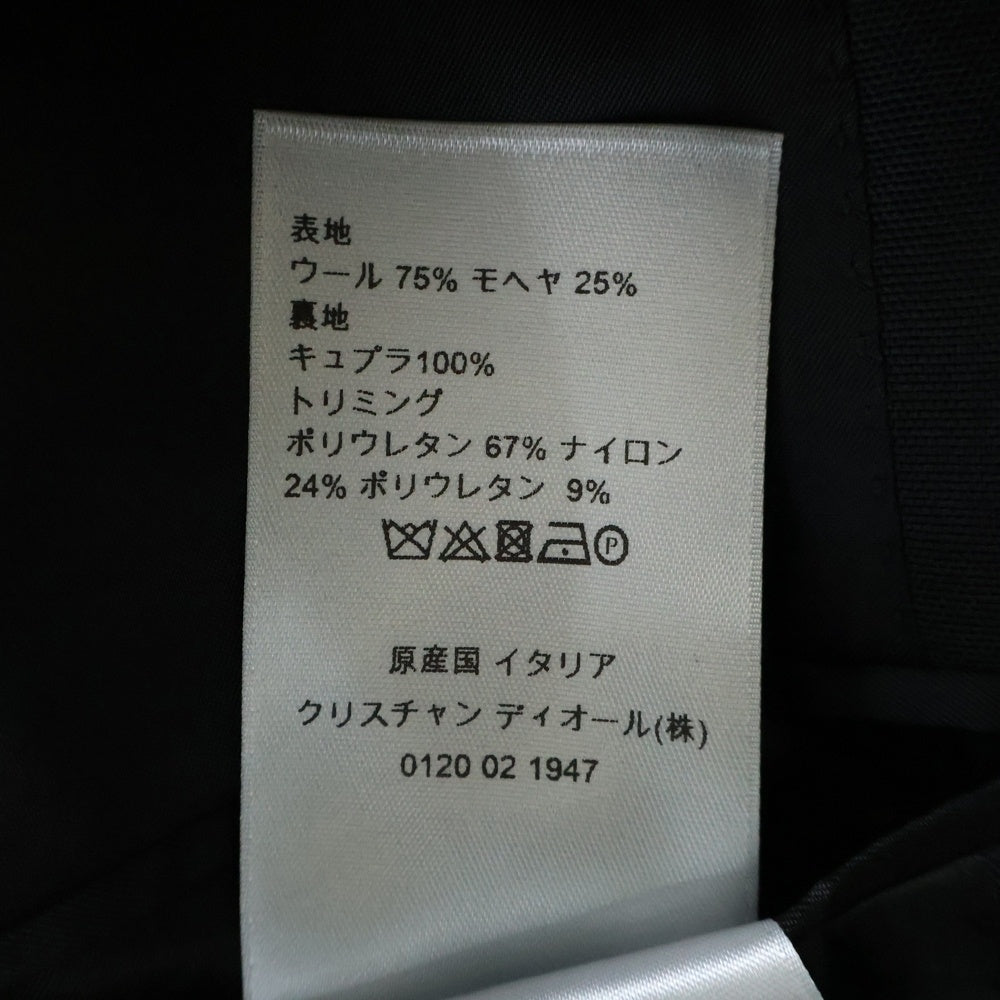 表地
ウール 75% モヘヤ 25%
裏地
キュプラ100%
トリミング
ポリウレタン 67% ナイロン
24% ポリウレタン 9%
P
原産国 イタリア
クリスチャン ディオール(株)
0120 02 1947